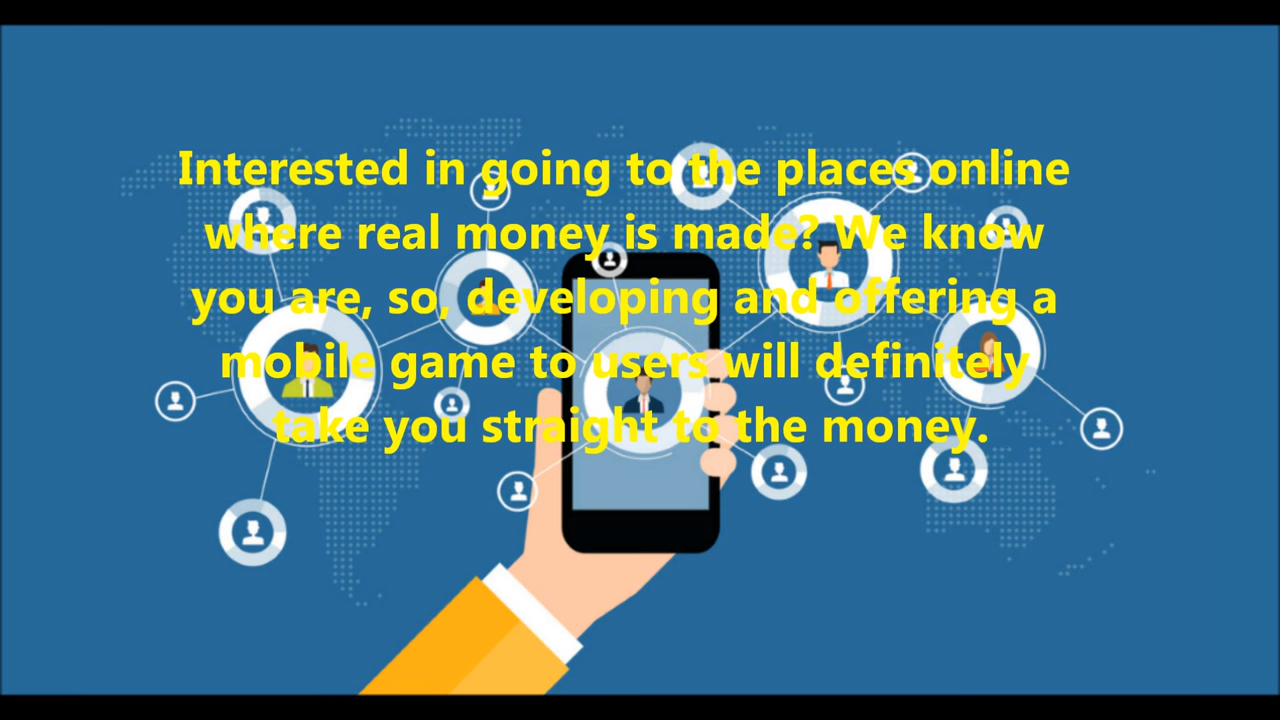 Interested in going to the places online
where real money is made? We know
you are, so, developing and offering a
mobile game to users will definitely
take you straight to the money.